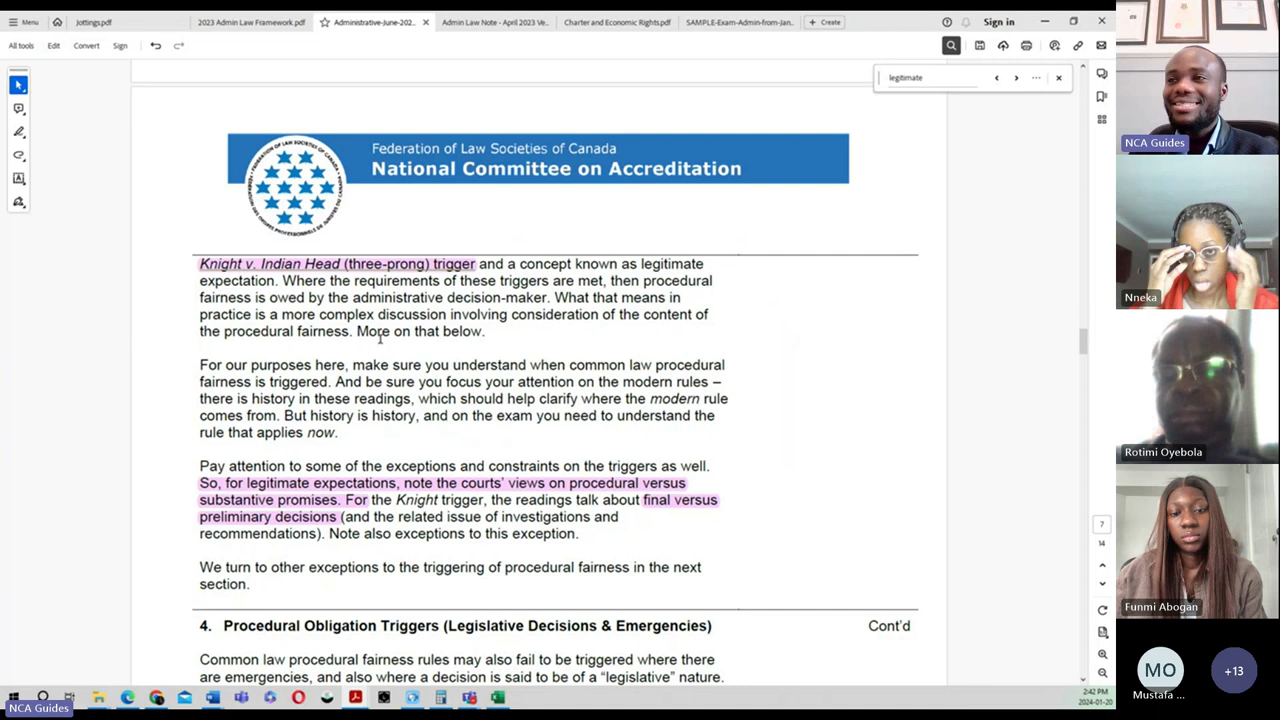 Menu
Jottings.pdf
2023 Admin Law Framework.pdf
Administrative-June-202...
Admin Law Note - April 2023 Ve...
Charter and Economic Rights.pdf
SAMPLE-Exam-Admin-from-Jan...
+ Create
Sign in
All tools Edit Convert Sign
legitimate
Federation of Law Societies of Canada
National Committee on Accreditation
Knight v. Indian Head (three-prong) trigger and a concept known as legitimate
expectation. Where the requirements of these triggers are met, then procedural
fairness is owed by the administrative decision-maker. What that means in
practice is a more complex discussion involving consideration of the content of
the procedural fairness. More on that below.
For our purposes here, make sure you understand when common law procedural
fairness is triggered. And be sure you focus your attention on the modern rules –
there is history in these readings, which should help clarify where the modern rule
comes from. But history is history, and on the exam you need to understand the
rule that applies now.
Pay attention to some of the exceptions and constraints on the triggers as well.
So, for legitimate expectations, note the courts' views on procedural versus
substantive promises. For the Knight trigger, the readings talk about final versus
preliminary decisions (and the related issue of investigations and
recommendations). Note also exceptions to this exception.
We turn to other exceptions to the triggering of procedural fairness in the next
section.
4. Procedural Obligation Triggers (Legislative Decisions & Emergencies) Cont'd
Common law procedural fairness rules may also fail to be triggered where there
are emergencies, and also where a decision is said to be of a "legislative" nature.
7
14
2:42 PM
2024-01-20
NCA Guides
NCA Guides
Nneka
Rotimi Oyebola
Funmi Abogan
MO
Mustafa ...
+13